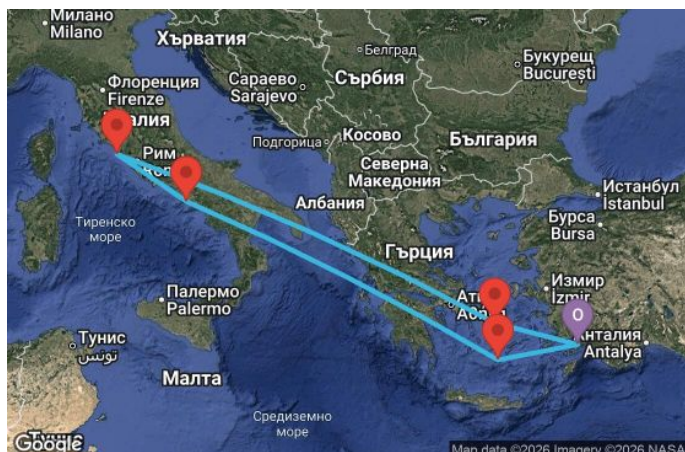 Милано
Milano
Хърватия
Белград
Букурещ
București
Флоренция
Firenze
Сараево
Sarajevo
Сърбия
алия
Подгорица
Косово
България
Рим
Северна
Македония
Истанбул
İstanbul
Албания
Бурса
Bursa
Тиренско
море
Гърция
Измир
İzmir
Палермо
Palermo
O
Анталия
Antalya
Тунис
تونس
Малта
Средиземно
море
Google
Map data ©2026 Imagery ©2026 NASA